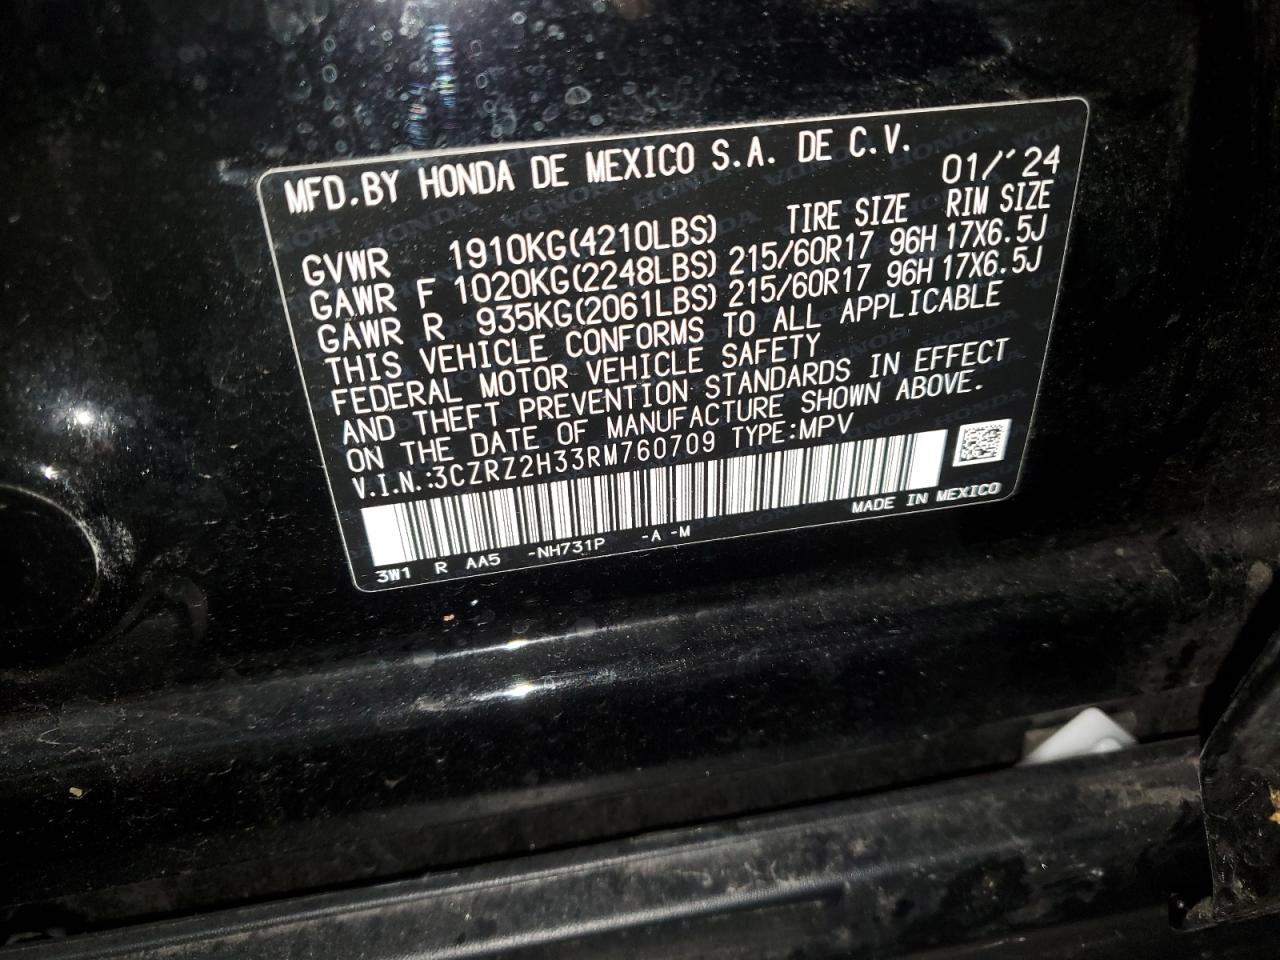 MFD.BY HONDA DE MEXICO S.A. DE C.V.
01/'24
TIRE SIZE RIM SIZE
GVWR 1910KG(4210LBS)
GAWR F 1020KG(2248LBS) 215/60R17 96H 17X6.5J
GAWR R 935KG(2061LBS) 215/60R17 96H 17X6.5J
THIS VEHICLE CONFORMS TO ALL APPLICABLE
FEDERAL MOTOR VEHICLE SAFETY
AND THEFT PREVENTION STANDARDS IN EFFECT
ON THE DATE OF MANUFACTURE SHOWN ABOVE.
V.I.N.:3CZRZ2H33RM760709 TYPE:MPV
MADE IN MEXICO
3W1 R AA5 -NH731P -A -M